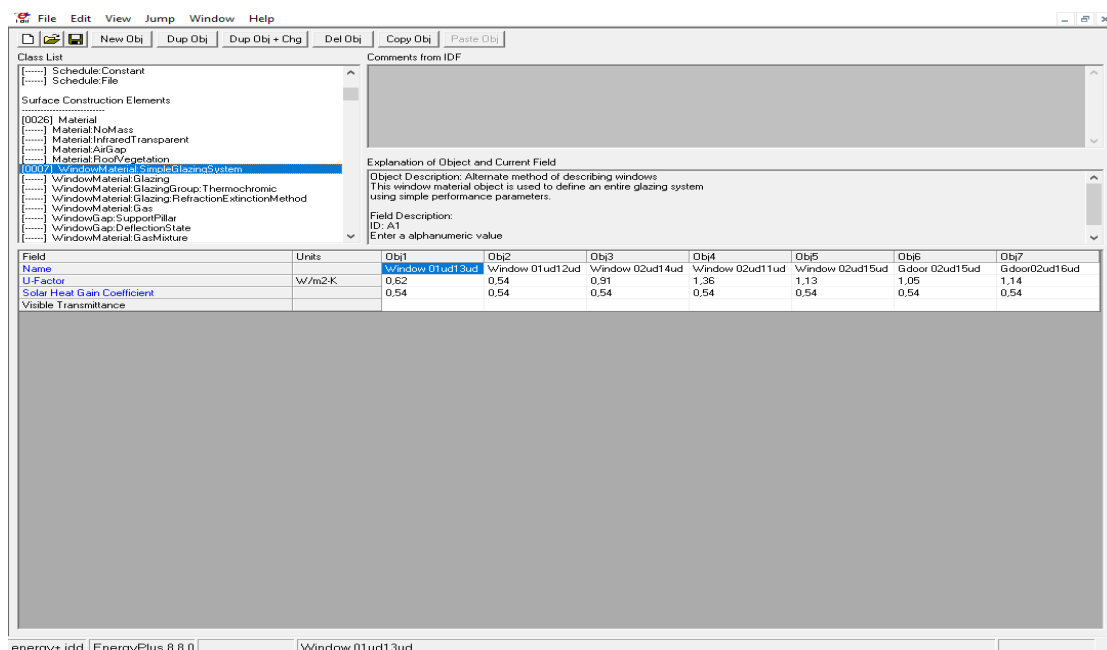 File Edit View Jump Window Help
New Obj Dup Obj Dup Obj + Chg Del Obj Copy Obj Paste Obj
Class List
[------] Schedule:Constant
[------] Schedule:File
Surface Construction Elements
-------------------------
[0026] Material
[------] Material:NoMass
[------] Material:InfraredTransparent
[------] Material:AirGap
[------] Material:RoofVegetation
[0007] WindowMaterial:SimpleGlazingSystem
[------] WindowMaterial:Glazing
[------] WindowMaterial:GlazingGroup:Thermochromic
[------] WindowMaterial:Glazing:RefractionExtinctionMethod
[------] WindowMaterial:Gas
[------] WindowGap:SupportPillar
[------] WindowGap:DeflectionState
[------] WindowMaterial:GasMixture
Comments from IDF
Explanation of Object and Current Field
Object Description: Alternate method of describing windows
This window material object is used to define an entire glazing system
using simple performance parameters.
Field Description:
ID: A1
Enter a alphanumeric value
Field Units Obj1 Obj2 Obj3 Obj4 Obj5 Obj6 Obj7
Name Window 01ud13ud Window 01ud12ud Window 02ud14ud Window 02ud11ud Window 02ud15ud Gdoor 02ud15ud Gdoor02ud16ud
U-Factor W/m2-K 0,62 0,54 0,91 1,36 1,13 1,05 1,14
Solar Heat Gain Coefficient 0,54 0,54 0,54 0,54 0,54 0,54 0,54
Visible Transmittance
energy+.idd EnergyPlus 8.8.0 Window 01ud13ud